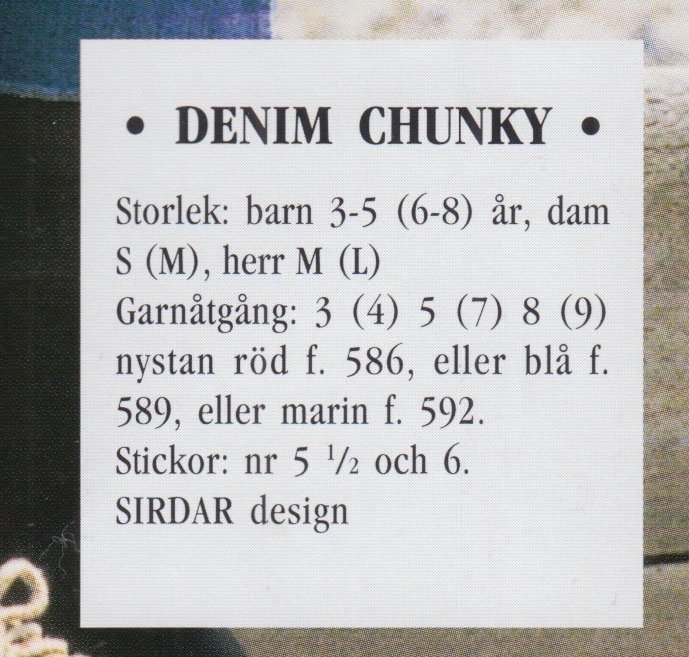 • DENIM CHUNKY •
Storlek: barn 3-5 (6-8) år, dam
S (M), herr M (L)
Garnåtgång: 3 (4) 5 (7) 8 (9)
nystan röd f. 586, eller blå f.
589, eller marin f. 592.
Stickor: nr 5 ½ och 6.
SIRDAR design